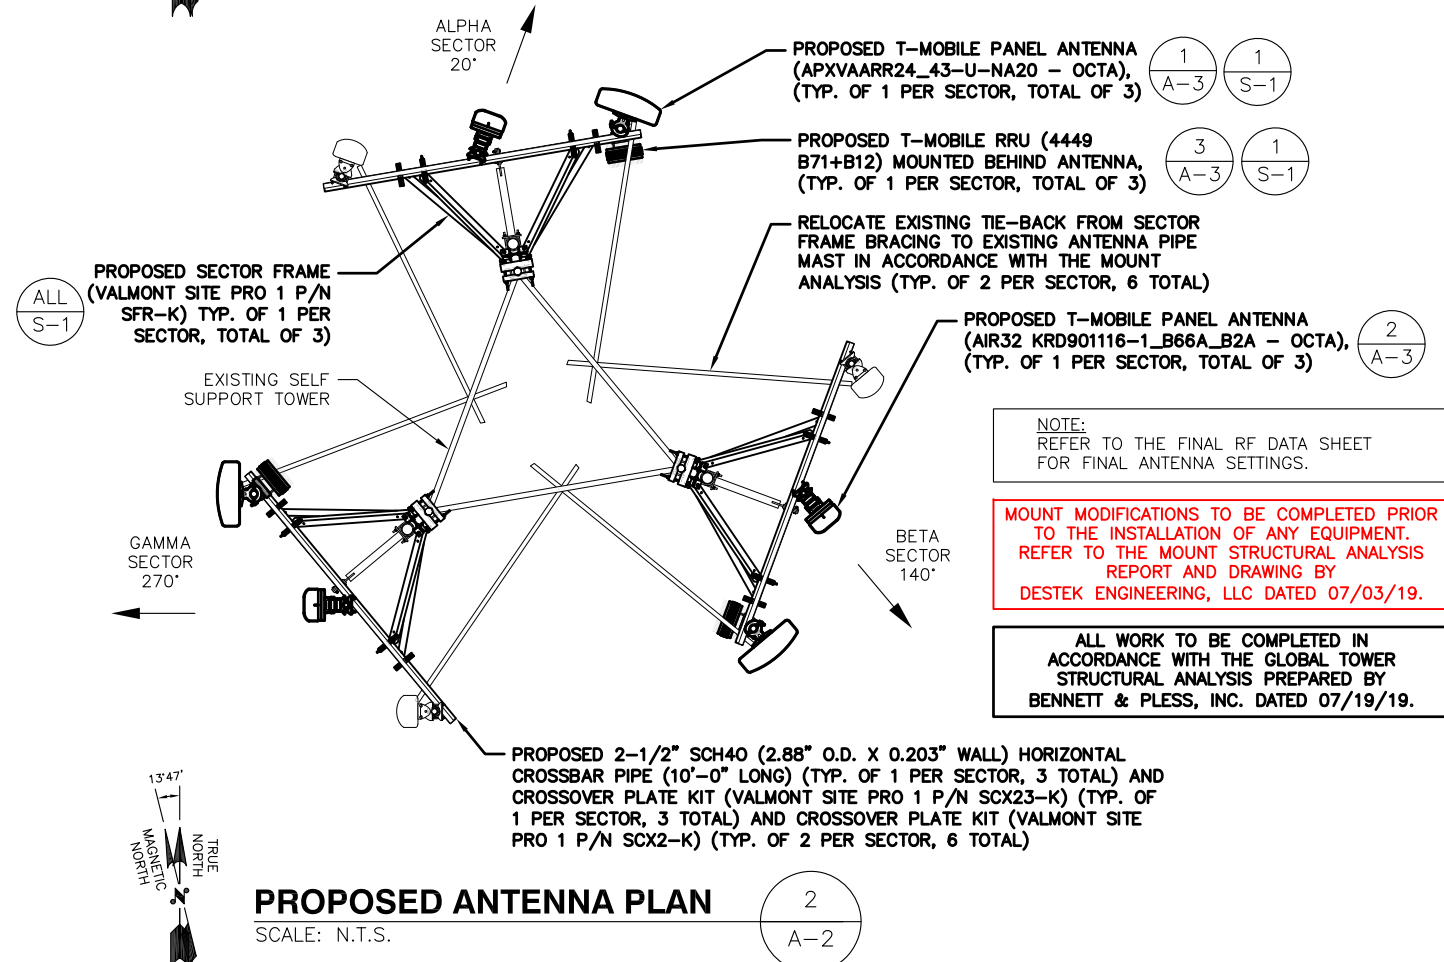 ALPHA
SECTOR
20°
PROPOSED T-MOBILE PANEL ANTENNA
(APXVAARR24_43-U-NA20 - OCTA),
(TYP. OF 1 PER SECTOR, TOTAL OF 3)
1
A-3
1
S-1
PROPOSED T-MOBILE RRU (4449
B71+B12) MOUNTED BEHIND ANTENNA,
(TYP. OF 1 PER SECTOR, TOTAL OF 3)
3
A-3
1
S-1
RELOCATE EXISTING TIE-BACK FROM SECTOR
FRAME BRACING TO EXISTING ANTENNA PIPE
MAST IN ACCORDANCE WITH THE MOUNT
ANALYSIS (TYP. OF 2 PER SECTOR, 6 TOTAL)
ALL
S-1
PROPOSED SECTOR FRAME
(VALMONT SITE PRO 1 P/N
SFR-K) TYP. OF 1 PER
SECTOR, TOTAL OF 3)
PROPOSED T-MOBILE PANEL ANTENNA
(AIR32 KRD901116-1_B66A_B2A - OCTA),
(TYP. OF 1 PER SECTOR, TOTAL OF 3)
2
A-3
EXISTING SELF
SUPPORT TOWER
NOTE:
REFER TO THE FINAL RF DATA SHEET
FOR FINAL ANTENNA SETTINGS.
MOUNT MODIFICATIONS TO BE COMPLETED PRIOR
TO THE INSTALLATION OF ANY EQUIPMENT.
REFER TO THE MOUNT STRUCTURAL ANALYSIS
REPORT AND DRAWING BY
DESTEK ENGINEERING, LLC DATED 07/03/19.
GAMMA
SECTOR
270°
BETA
SECTOR
140°
ALL WORK TO BE COMPLETED IN
ACCORDANCE WITH THE GLOBAL TOWER
STRUCTURAL ANALYSIS PREPARED BY
BENNETT & PLESS, INC. DATED 07/19/19.
PROPOSED 2-1/2" SCH40 (2.88" O.D. X 0.203" WALL) HORIZONTAL
CROSSBAR PIPE (10'-0" LONG) (TYP. OF 1 PER SECTOR, 3 TOTAL) AND
CROSSOVER PLATE KIT (VALMONT SITE PRO 1 P/N SCX23-K) (TYP. OF
1 PER SECTOR, 3 TOTAL) AND CROSSOVER PLATE KIT (VALMONT SITE
PRO 1 P/N SCX2-K) (TYP. OF 2 PER SECTOR, 6 TOTAL)
13°47'
TRUE
NORTH
MAGNETIC
NORTH
N
PROPOSED ANTENNA PLAN
SCALE: N.T.S.
2
A-2